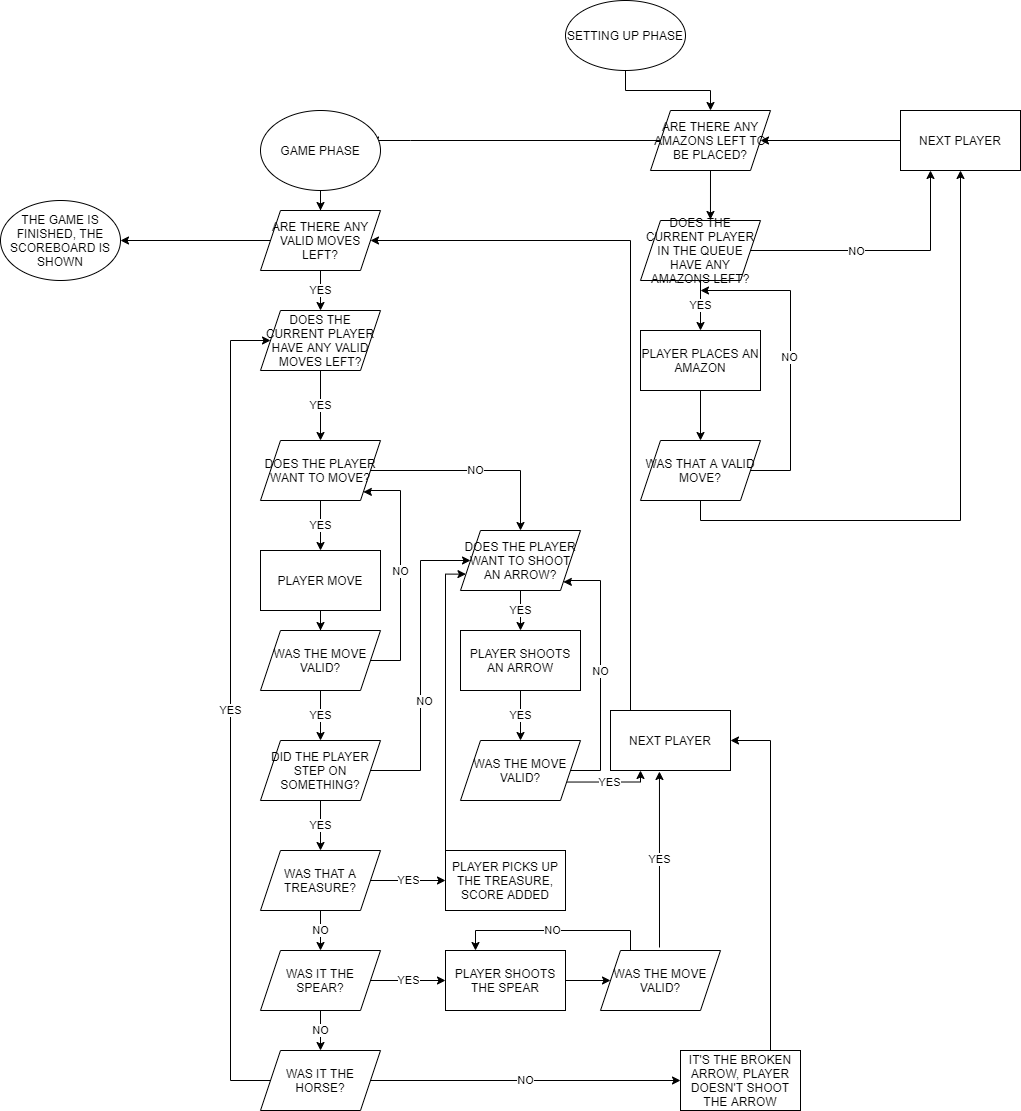 SETTING UP PHASE
ARE THERE ANY
AMAZONS LEFT TO
BE PLACED?
NEXT PLAYER
GAME PHASE
THE GAME IS
FINISHED, THE
SCOREBOARD IS
SHOWN
ARE THERE ANY
VALID MOVES
LEFT?
DOES THE
CURRENT PLAYER
IN THE QUEUE
HAVE ANY
AMAZONS LEFT?
NO
YES
YES
DOES THE
CURRENT PLAYER
HAVE ANY VALID
MOVES LEFT?
PLAYER PLACES AN
AMAZON
NO
YES
DOES THE PLAYER
WANT TO MOVE?
NO
WAS THAT A VALID
MOVE?
YES
DOES THE PLAYER
WANT TO SHOOT
AN ARROW?
PLAYER MOVE
NO
YES
WAS THE MOVE
VALID?
PLAYER SHOOTS
AN ARROW
NO
YES
NO
YES
YES
NEXT PLAYER
DID THE PLAYER
STEP ON
SOMETHING?
WAS THE MOVE
VALID?
YES
YES
WAS THAT A
TREASURE?
YES
PLAYER PICKS UP
THE TREASURE,
SCORE ADDED
YES
NO
NO
WAS IT THE
SPEAR?
YES
PLAYER SHOOTS
THE SPEAR
WAS THE MOVE
VALID?
NO
WAS IT THE
HORSE?
NO
IT'S THE BROKEN
ARROW, PLAYER
DOESN'T SHOOT
THE ARROW